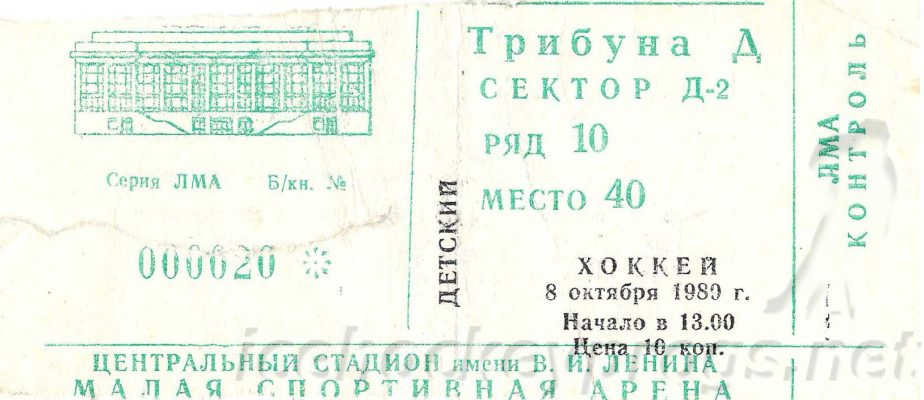 Трибуна Д
СЕКТОР Д-2
РЯД 10
МЕСТО 40
Серия ЛМА Б/кн. №
000020 *
ДЕТСКИЙ
ХОККЕЙ
8 октября 1989 г.
Начало в 13.00
Цена 10 коп.
ЛМА
КОНТРОЛЬ
ЦЕНТРАЛЬНЫЙ СТАДИОН имени В. И. ЛЕНИНА
МАЛАЯ СПОРТИВНАЯ АРЕНА